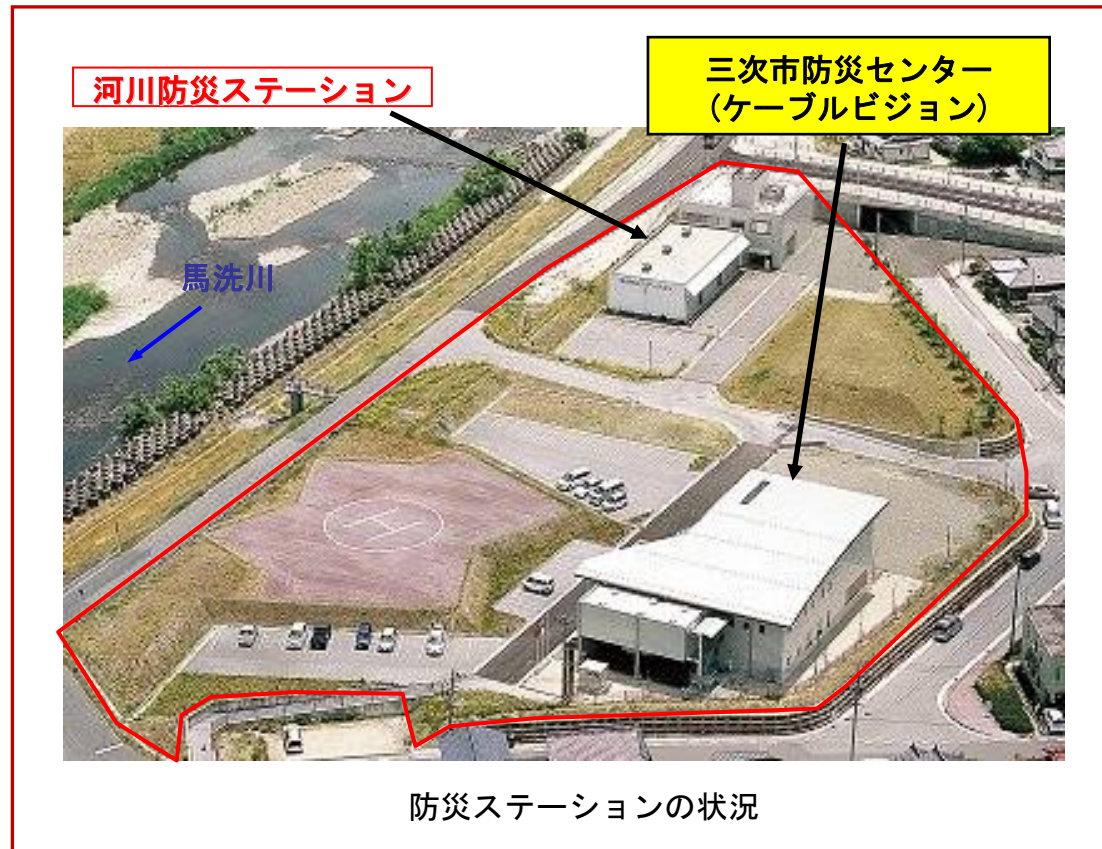 河川防災ステーション
三次市防災センター
(ケーブルビジョン)
馬洗川
H
防災ステーションの状況